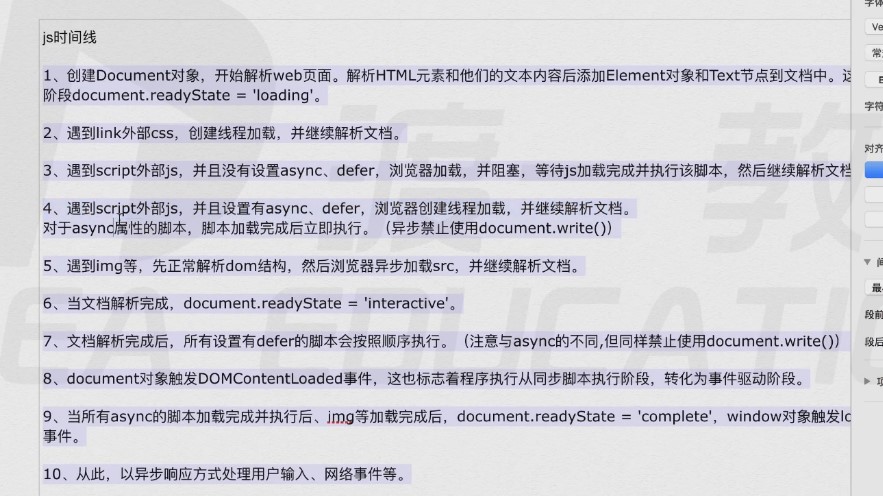 js时间线
1、创建Document对象，开始解析web页面。解析HTML元素和他们的文本内容后添加Element对象和Text节点到文档中。这
阶段document.readyState = 'loading'。
2、遇到link外部css，创建线程加载，并继续解析文档。
3、遇到script外部js，并且没有设置async、defer，浏览器加载，并阻塞，等待js加载完成并执行该脚本，然后继续解析文档
4、遇到script外部js，并且设置有async、defer，浏览器创建线程加载，并继续解析文档。
对于async属性的脚本，脚本加载完成后立即执行。（异步禁止使用document.write()）
5、遇到img等，先正常解析dom结构，然后浏览器异步加载src，并继续解析文档。
6、当文档解析完成，document.readyState = 'interactive'。
7、文档解析完成后，所有设置有defer的脚本会按照顺序执行。（注意与async的不同,但同样禁止使用document.write()）
8、document对象触发DOMContentLoaded事件，这也标志着程序执行从同步脚本执行阶段，转化为事件驱动阶段。
9、当所有async的脚本加载完成并执行后、img等加载完成后，document.readyState = 'complete'，window对象触发lo
事件。
10、从此，以异步响应方式处理用户输入、网络事件等。
渡 教
EDUCATI
字体
Ve
常
字符
对齐
间
最
段前
段后